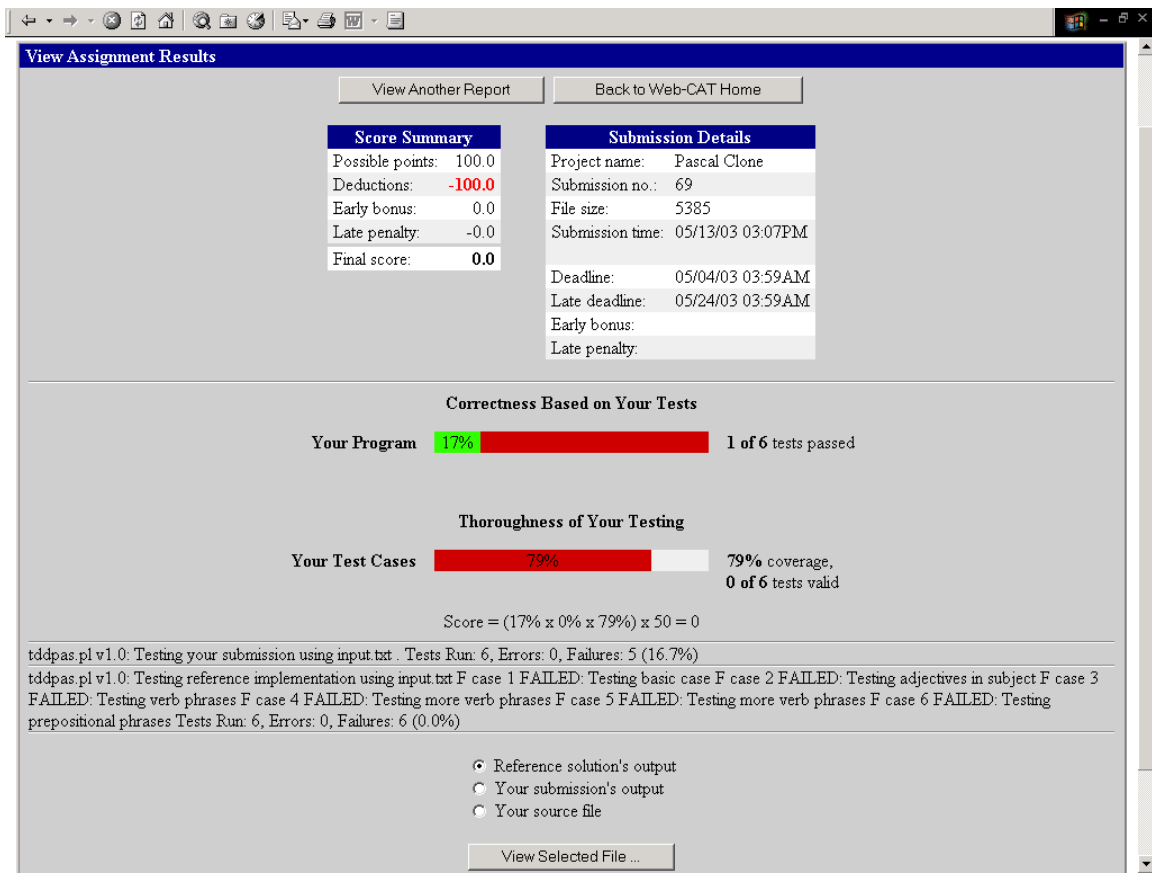 View Assignment Results
View Another Report
Back to Web-CAT Home
Score Summary
Possible points: 100.0
Deductions: -100.0
Early bonus: 0.0
Late penalty: -0.0
Final score: 0.0
Submission Details
Project name: Pascal Clone
Submission no.: 69
File size: 5385
Submission time: 05/13/03 03:07PM
Deadline: 05/04/03 03:59AM
Late deadline: 05/24/03 03:59AM
Early bonus:
Late penalty:
Correctness Based on Your Tests
Your Program 17% 1 of 6 tests passed
Thoroughness of Your Testing
Your Test Cases 79% 79% coverage,
0 of 6 tests valid
Score = (17% x 0% x 79%) x 50 = 0
tddpas.pl v1.0: Testing your submission using input.txt . Tests Run: 6, Errors: 0, Failures: 5 (16.7%)
tddpas.pl v1.0: Testing reference implementation using input.txt F case 1 FAILED: Testing basic case F case 2 FAILED: Testing adjectives in subject F case 3
FAILED: Testing verb phrases F case 4 FAILED: Testing more verb phrases F case 5 FAILED: Testing more verb phrases F case 6 FAILED: Testing
prepositional phrases Tests Run: 6, Errors: 0, Failures: 6 (0.0%)
Reference solution's output
Your submission's output
Your source file
View Selected File ...